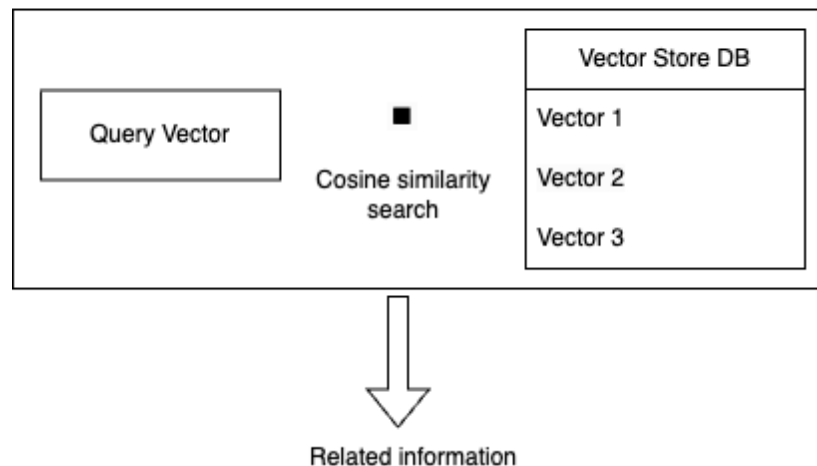 Query Vector
Cosine similarity
search
Vector Store DB
Vector 1
Vector 2
Vector 3
Related information